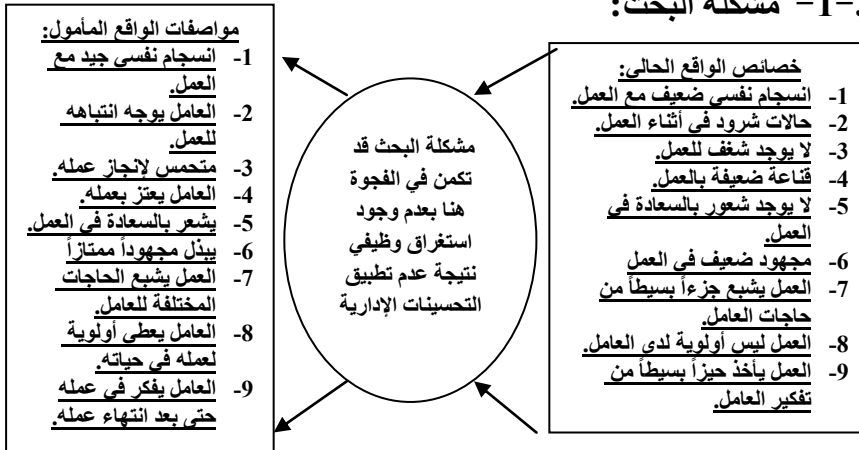 1- مشكلة البحث:
خصائص الواقع الحالي:
1- انسجام نفسي ضعيف مع العمل.
2- حالات شرود في أثناء العمل.
3- لا يوجد شغف للعمل.
4- قناعة ضعيفة بالعمل.
5- لا يوجد شعور بالسعادة في
العمل.
6- مجهود ضعيف في العمل
7- العمل يشبع جزءاً بسيطاً من
حاجات العامل.
8- العمل ليس أولوية لدى العامل.
9- العمل يأخذ حيزاً بسيطاً من
تفكير العامل.
مشكلة البحث قد
تكمن في الفجوة
هنا بعدم وجود
استغراق وظيفي
نتيجة عدم تطبيق
التحسينات الإدارية
مواصفات الواقع المأمول:
1- انسجام نفسي جيد مع
العمل.
2- العامل يوجه انتباهه
للعمل.
3- متحمس لإنجاز عمله.
4- العامل يعتز بعمله.
5- يشعر بالسعادة في العمل.
6- يبذل مجهوداً ممتازاً
7- العمل يشبع الحاجات
المختلفة للعامل.
8- العامل يعطي أولوية
لعمله في حياته.
9- العامل يفكر في عمله
حتى بعد انتهاء عمله.